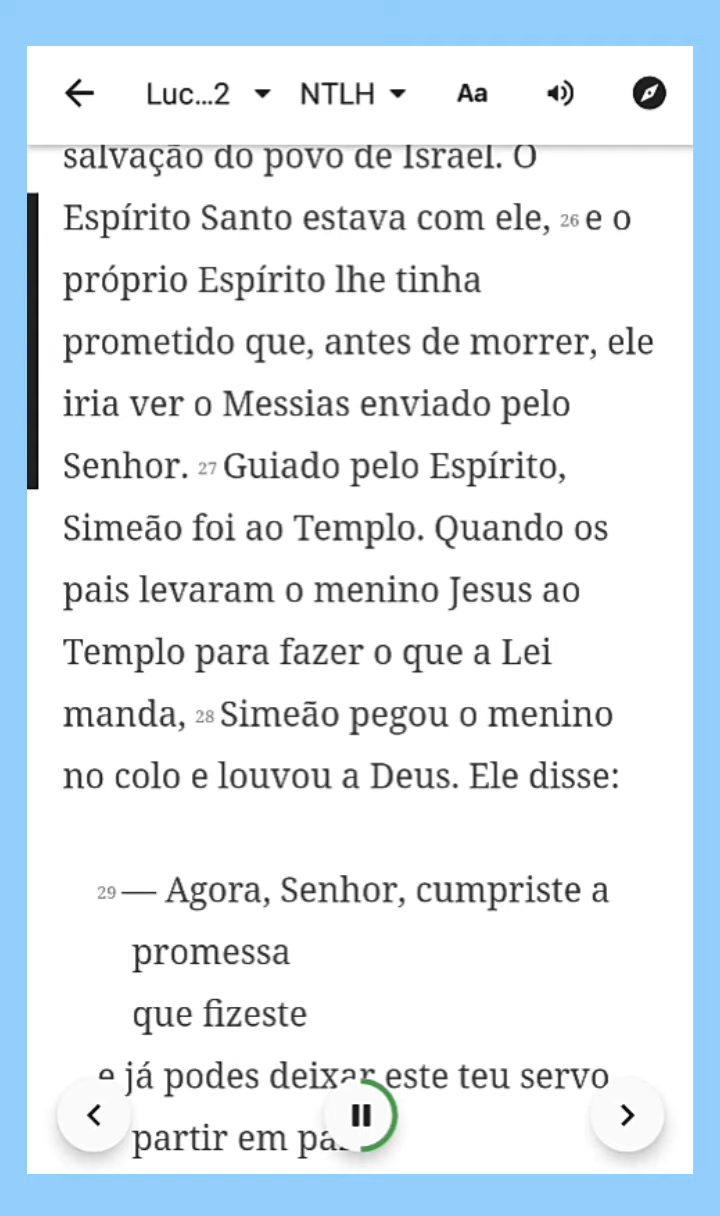 Luc...2 NTLH Aa
salvação do povo de Israel. O
Espírito Santo estava com ele, 26 e o
próprio Espírito lhe tinha
prometido que, antes de morrer, ele
iria ver o Messias enviado pelo
Senhor. 27 Guiado pelo Espírito,
Simeão foi ao Templo. Quando os
pais levaram o menino Jesus ao
Templo para fazer o que a Lei
manda, 28 Simeão pegou o menino
no colo e louvou a Deus. Ele disse:
29 — Agora, Senhor, cumpriste a
promessa
que fizeste
e já podes deixar este teu servo
partir em